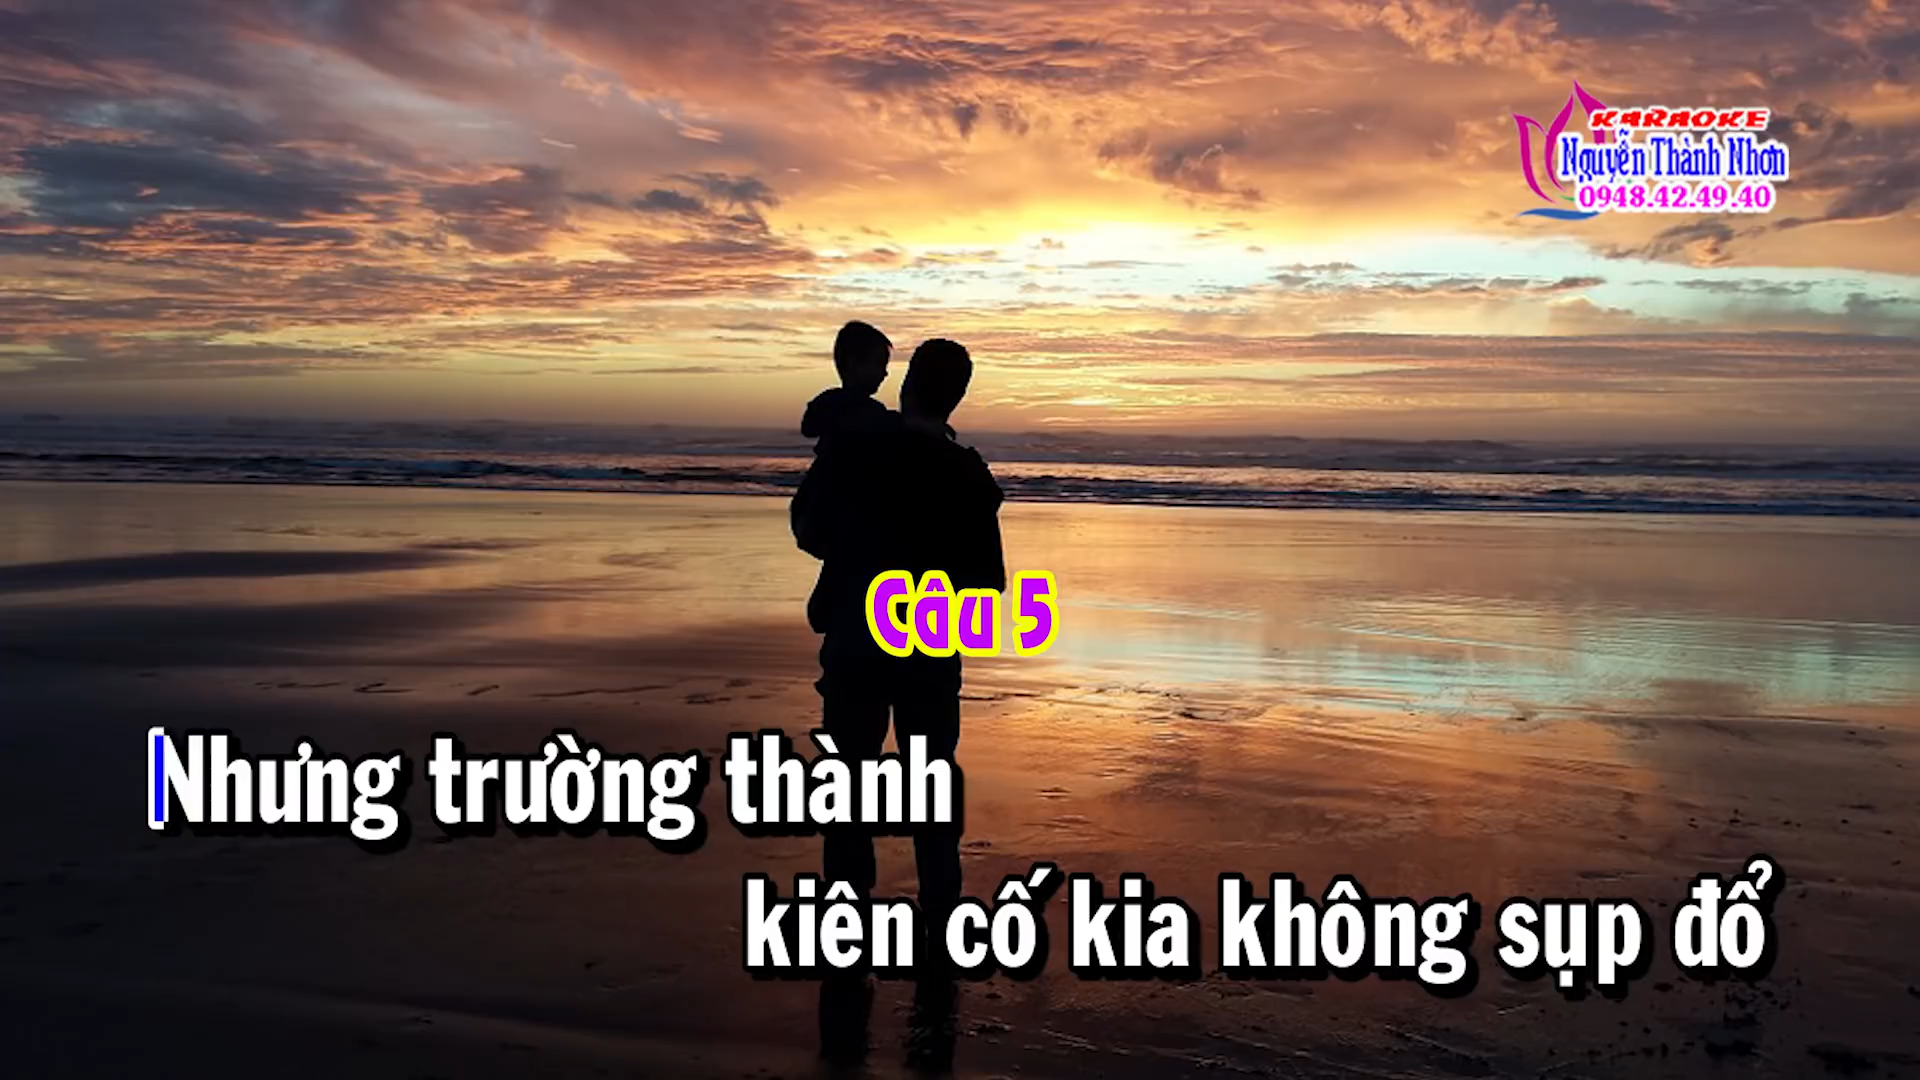 KARAOKE
Nguyễn Thành Nhơn
0948.42.49.40
Câu 5
Nhưng trường thành
kiên cố kia không sụp đổ